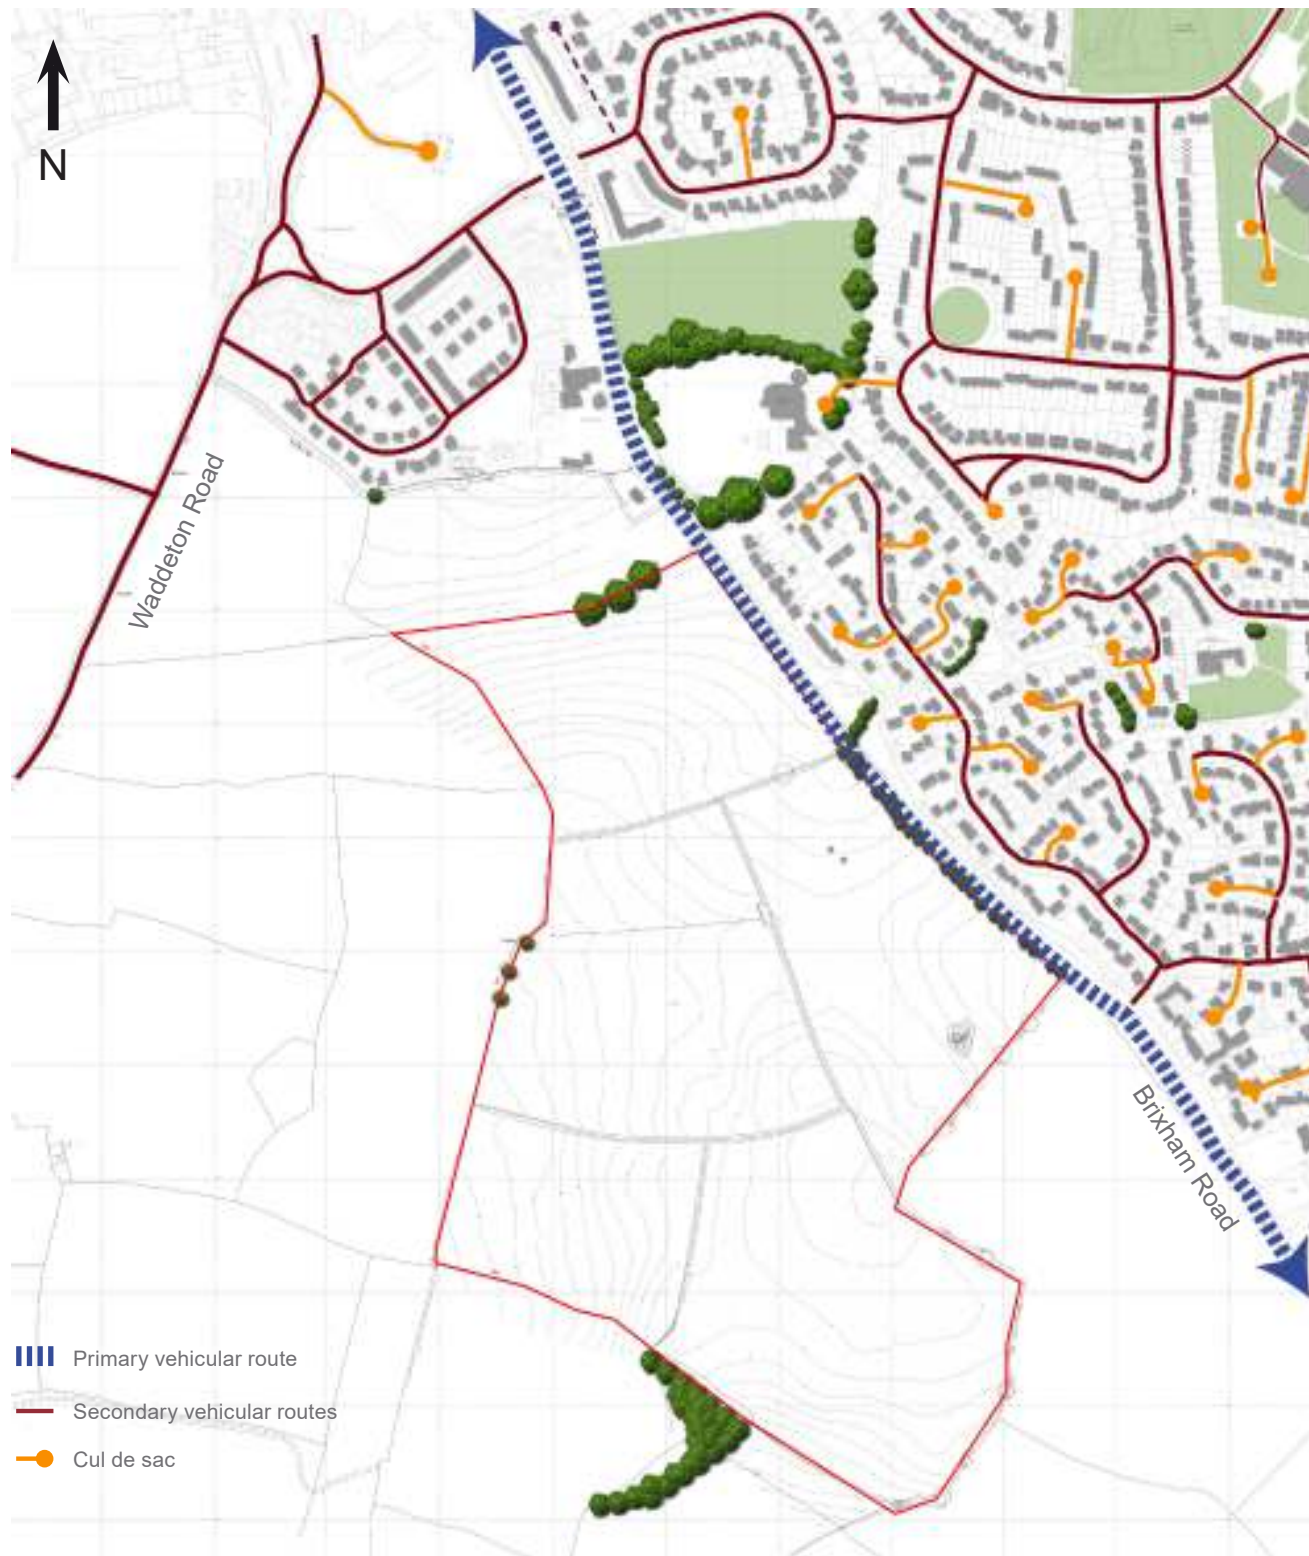 N
Waddeton Road
Brixham Road
Primary vehicular route
Secondary vehicular routes
Cul de sac